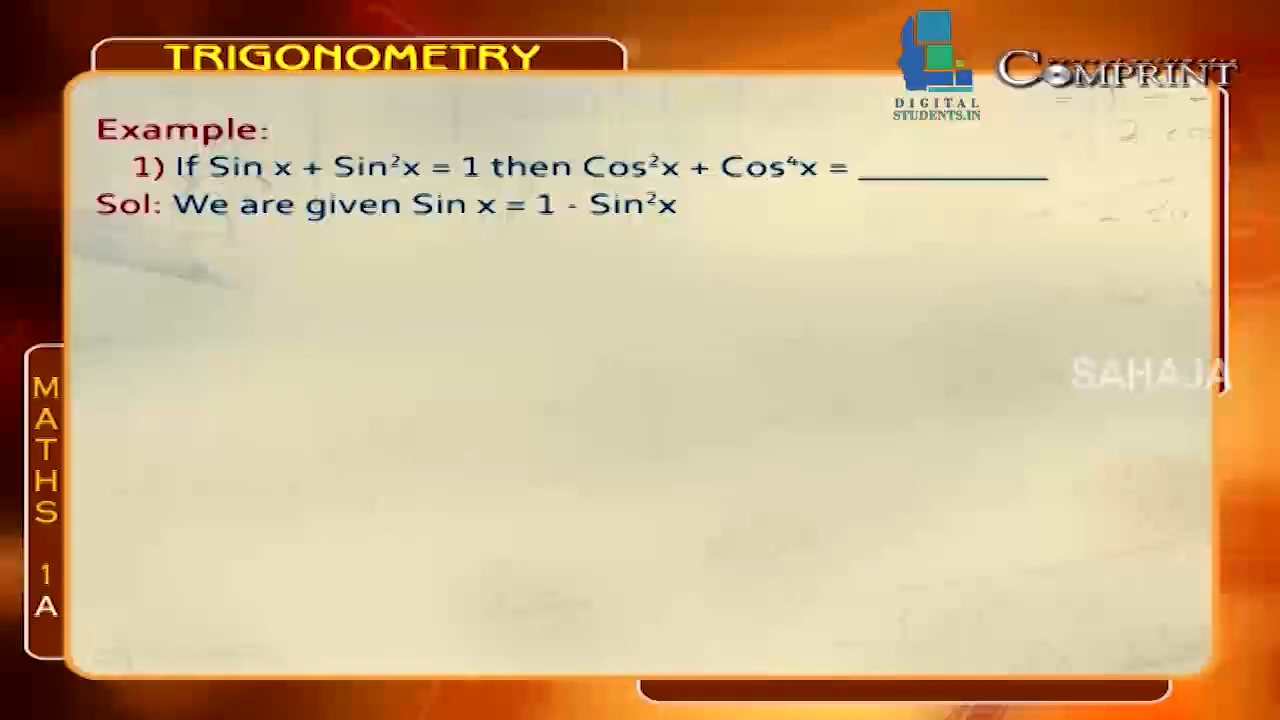 TRIGONOMETRY
DIGITAL
STUDENTS.IN
COMPRINT
Example:
1) If Sin x + Sin²x = 1 then Cos²x + Cos⁴x = __________
Sol: We are given Sin x = 1 - Sin²x
SAHAJA
MATHS 1A